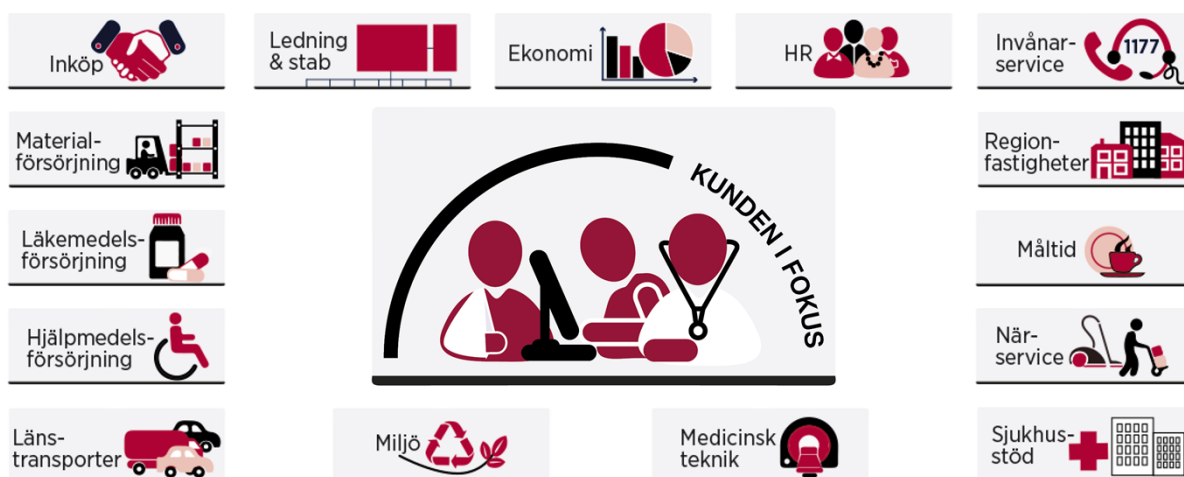 Inköp
Ledning
& stab
Ekonomi
HR
Invånar-
service
1177
Material-
försörjning
Region-
fastigheter
KUNDEN I FOKUS
Läkemedels-
försörjning
Måltid
Hjälpmedels-
försörjning
När-
service
Läns-
transporter
Miljö
Medicinsk
teknik
Sjukhus-
stöd